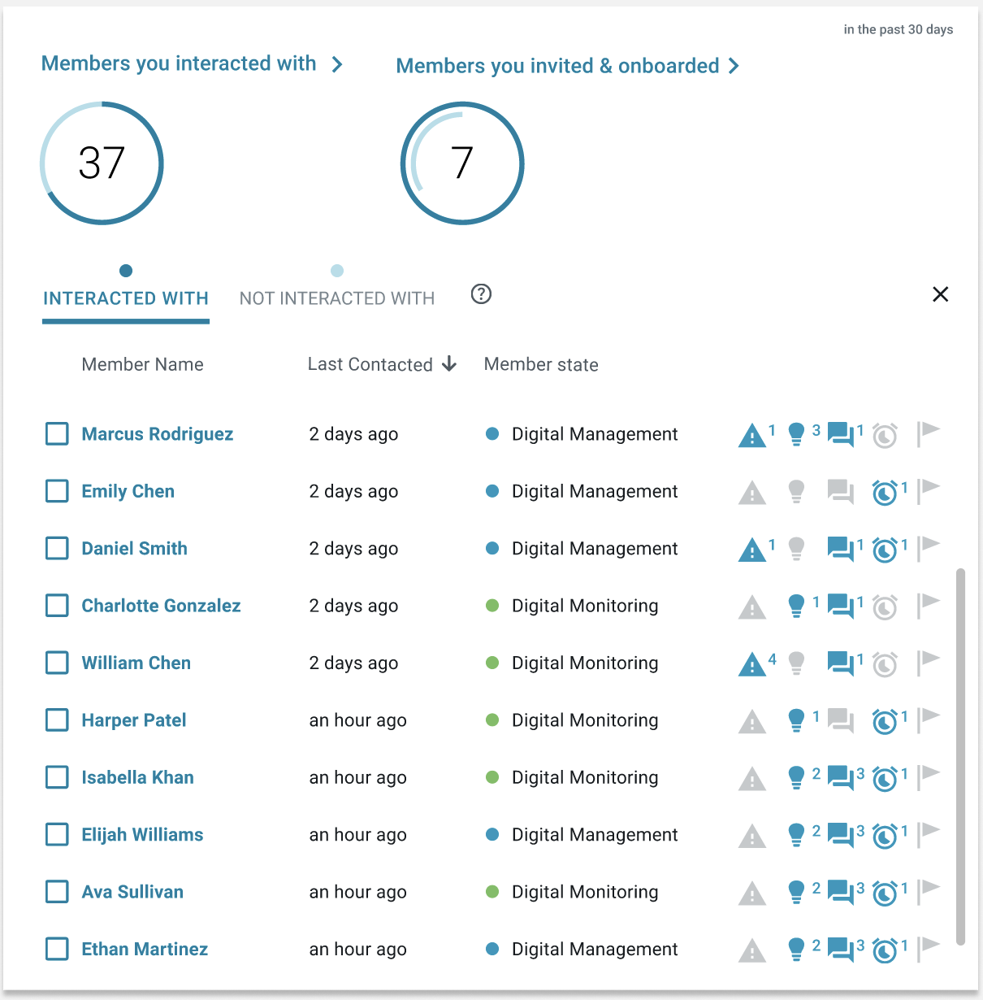 in the past 30 days
Members you interacted with
Members you invited & onboarded
37
7
INTERACTED WITH
NOT INTERACTED WITH
?
Member Name Last Contacted Member state
Marcus Rodriguez 2 days ago Digital Management 1 3 1
Emily Chen 2 days ago Digital Management 1
Daniel Smith 2 days ago Digital Management 1 1 1
Charlotte Gonzalez 2 days ago Digital Monitoring 1 1
William Chen 2 days ago Digital Monitoring 4 1
Harper Patel an hour ago Digital Monitoring 1 1
Isabella Khan an hour ago Digital Monitoring 2 3 1
Elijah Williams an hour ago Digital Management 2 3 1
Ava Sullivan an hour ago Digital Monitoring 2 3 1
Ethan Martinez an hour ago Digital Management 2 3 1